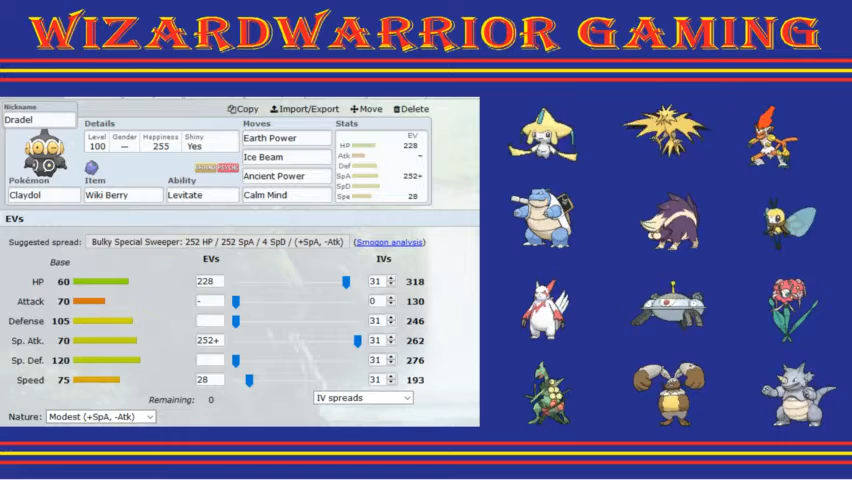 WIZARDWARRIOR GAMING
Nickname
Dradel
Copy Import/Export Move Delete
Details
Level Gender Happiness Shiny
100 — 255 Yes
Moves
Earth Power
Ice Beam
Ancient Power
Calm Mind
Stats
EV
HP 228
Atk –
Def
SpA 252+
SpD
Spe 28
GROUND PSYCHC
Pokémon Item Ability
Claydol Wiki Berry Levitate
EVs
Suggested spread: Bulky Special Sweeper: 252 HP / 252 SpA / 4 SpD / (+SpA, -Atk) (Smogon analysis)
Base EVs IVs
HP 60 228 31 318
Attack 70 - 0 130
Defense 105 31 246
Sp. Atk. 70 252+ 31 262
Sp. Def. 120 31 276
Speed 75 28 31 193
Remaining: 0 IV spreads
Nature: Modest (+SpA, -Atk)